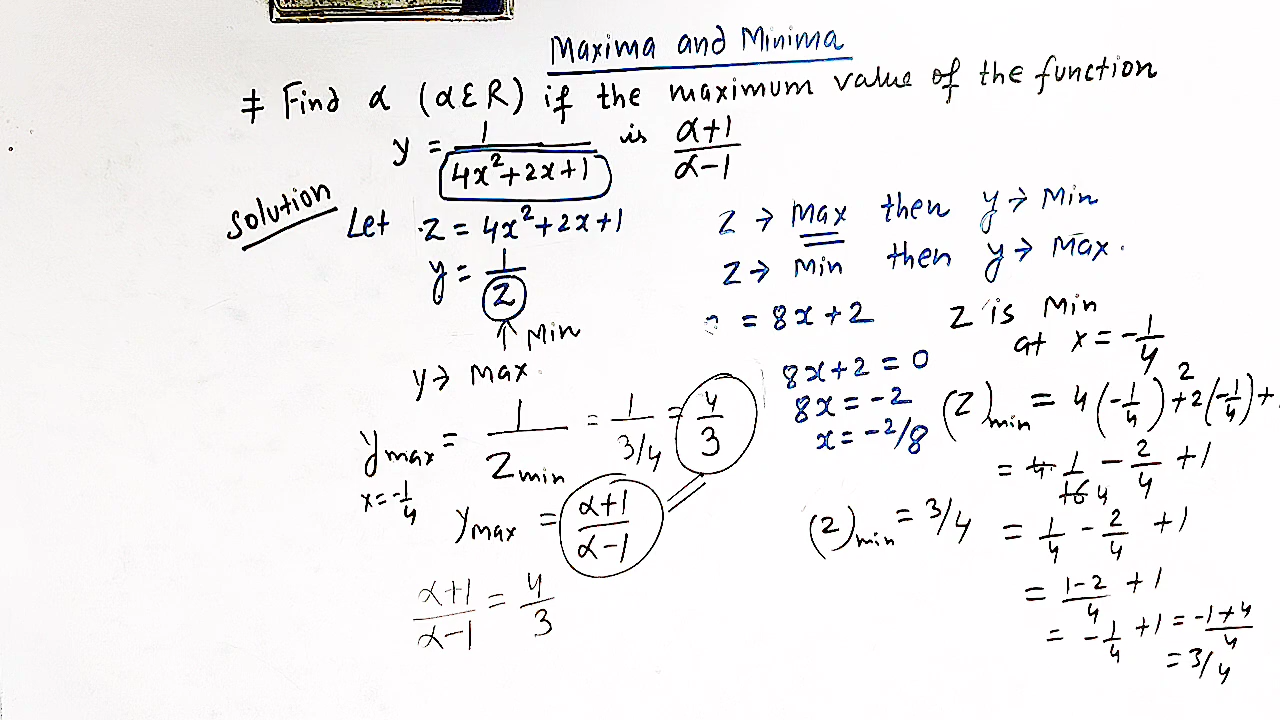 Maxima and Minima
≠ Find α (α ε R) if the maximum value of the function
y = 1/(4x²+2x+1) is (α+1)/(α-1)
Solution
Let z = 4x²+2x+1
y = 1/z
↑ Min
y → max
z → Max then y → Min
z → Min then y → Max.
= 8x + 2
8x+2 = 0
8x = -2
x = -2/8
z is Min
at x = -1/4
(z)min = 4(-1/4)² + 2(-1/4) +
= 4 1/16 4 - 2/4 + 1
= 1/4 - 2/4 + 1
= (1-2)/4 + 1
= -1/4 + 1 = (-1+4)/4
= 3/4
(z)min = 3/4
ymax = 1/zmin = 1/(3/4) = 4/3
x = -1/4
ymax = (α+1)/(α-1)
(α+1)/(α-1) = 4/3